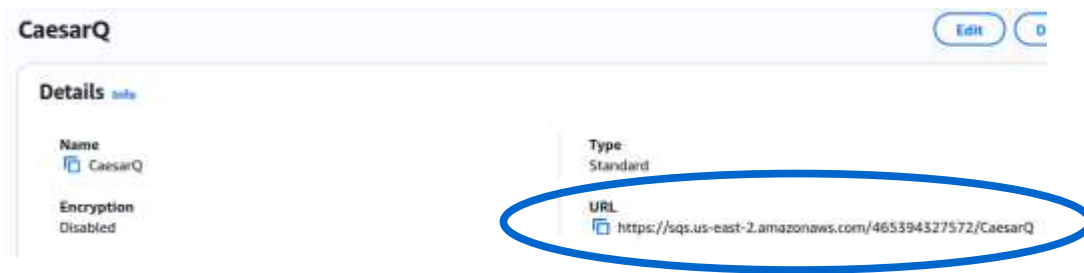 CaesarQ
Edit
D
Details Info
Name
CaesarQ
Type
Standard
Encryption
Disabled
URL
https://sqs.us-east-2.amazonaws.com/465394327572/CaesarQ